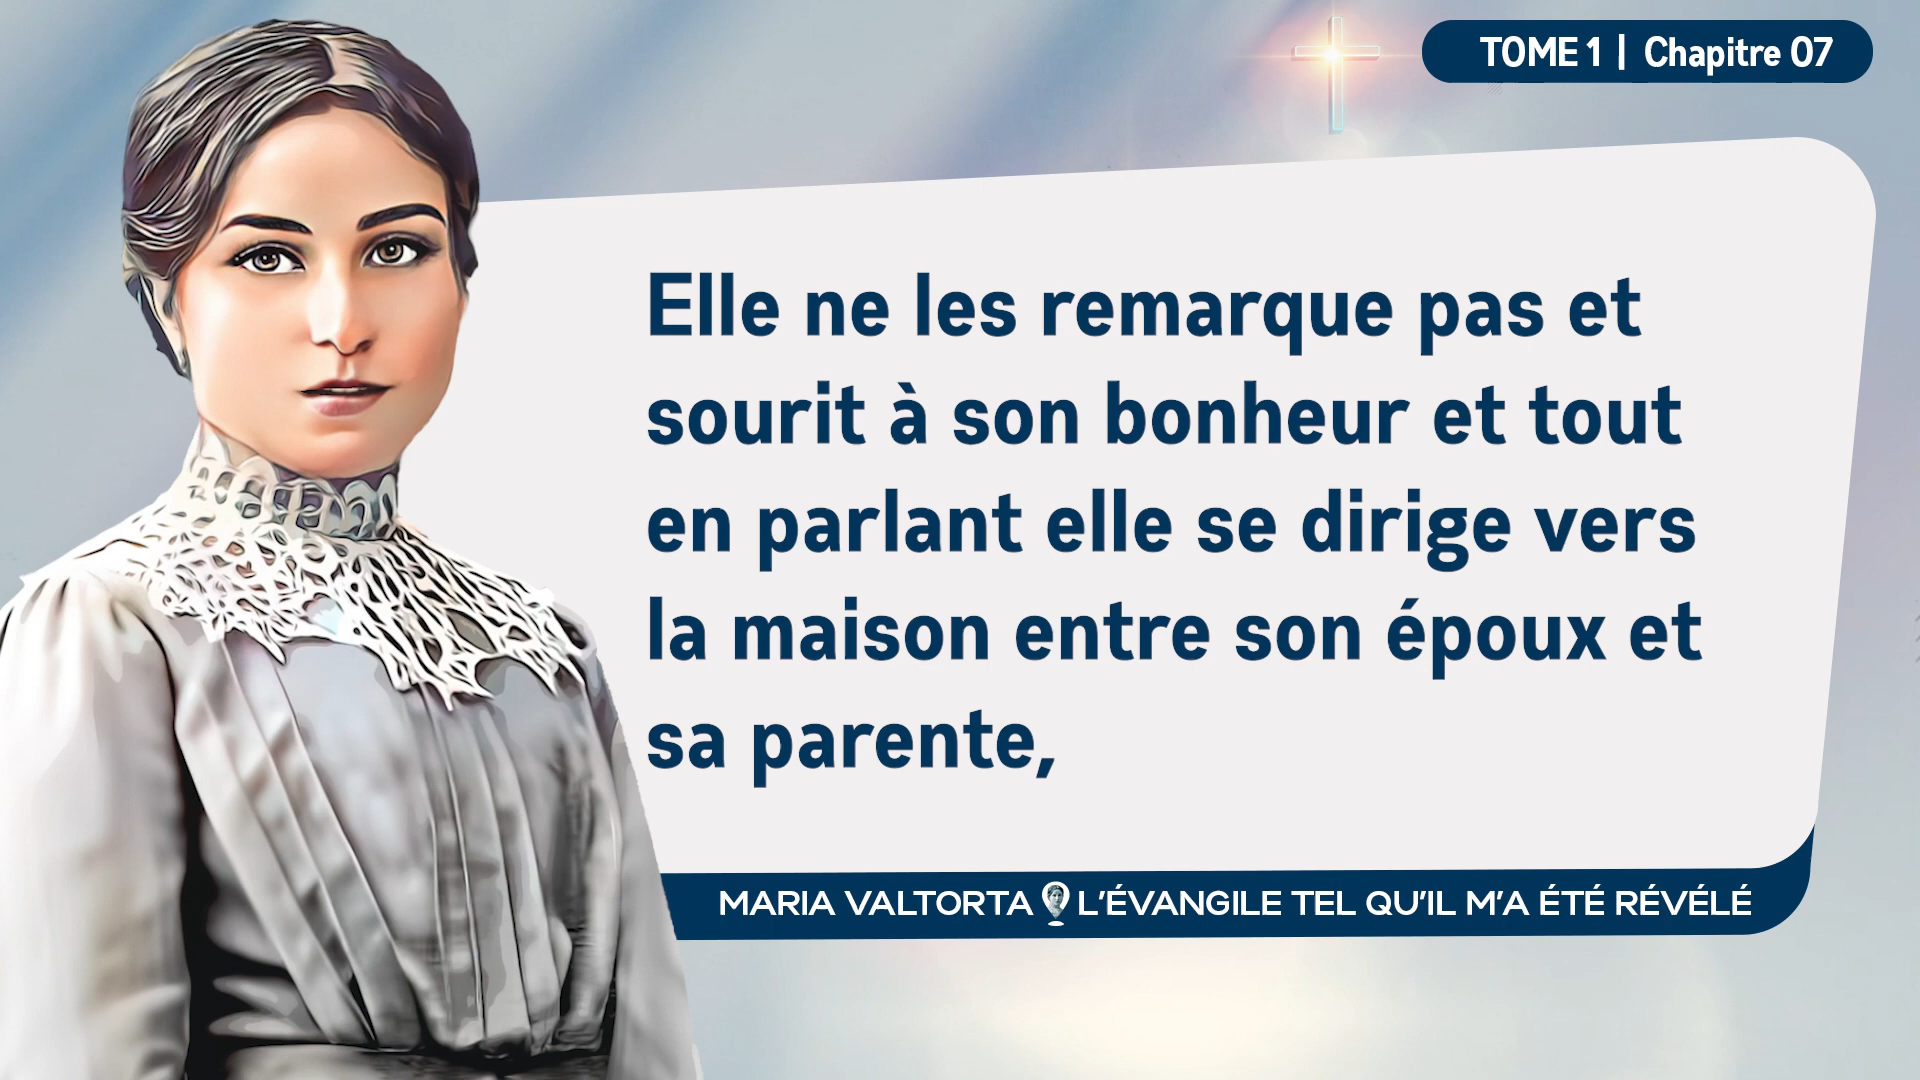 TOME 1 | Chapitre 07
Elle ne les remarque pas et
sourit à son bonheur et tout
en parlant elle se dirige vers
la maison entre son époux et
sa parente,
MARIA VALTORTA L'ÉVANGILE TEL QU'IL M'A ÉTÉ RÉVÉLÉ